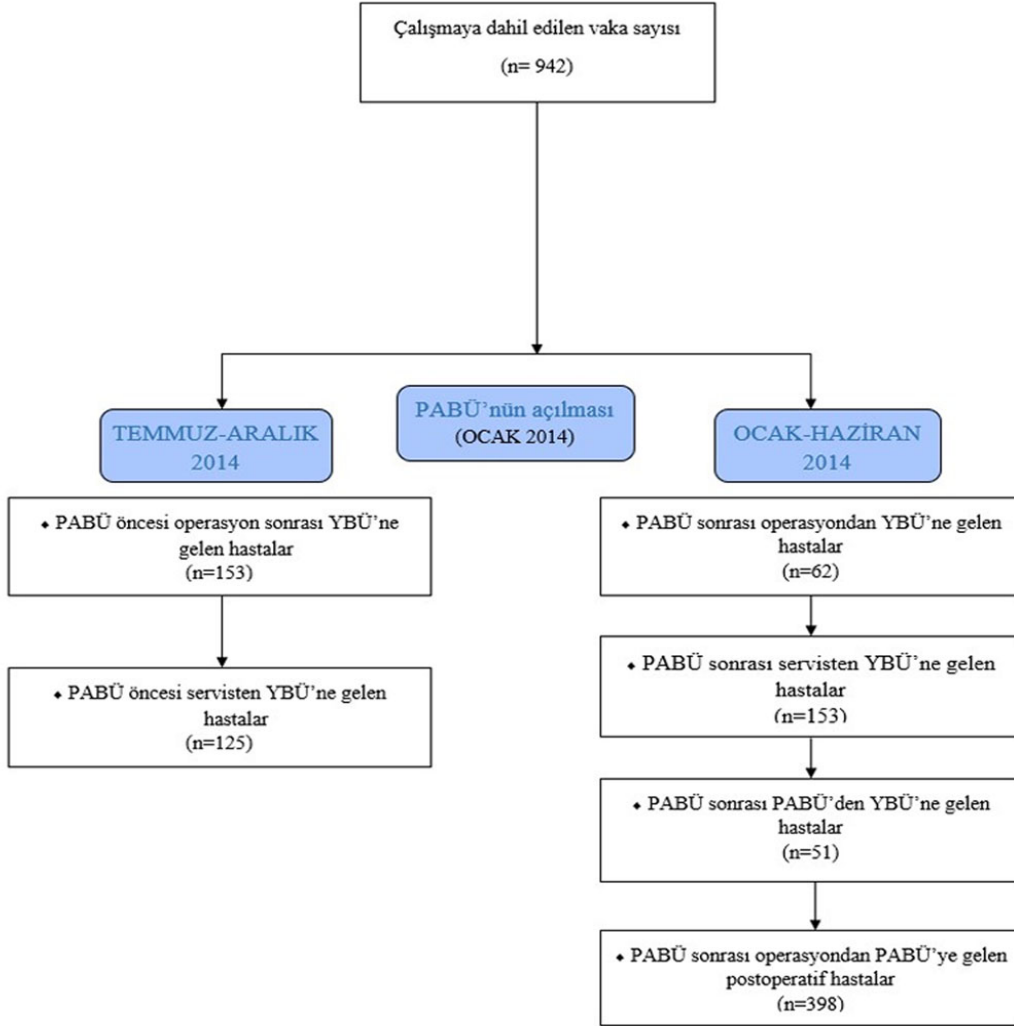 Çalışmaya dahil edilen vaka sayısı
(n= 942)
PABÜ’nün açılması
(OCAK 2014)
TEMMUZ-ARALIK
2014
OCAK-HAZİRAN
2014
⬥ PABÜ öncesi operasyon sonrası YBÜ’ne
gelen hastalar
(n=153)
⬥ PABÜ öncesi servisten YBÜ’ne gelen
hastalar
(n=125)
⬥ PABÜ sonrası operasyondan YBÜ’ne gelen
hastalar
(n=62)
⬥ PABÜ sonrası servisten YBÜ’ne gelen
hastalar
(n=153)
⬥ PABÜ sonrası PABÜ’den YBÜ’ne gelen
hastalar
(n=51)
⬥ PABÜ sonrası operasyondan PABÜ’ye gelen
postoperatif hastalar
(n=398)